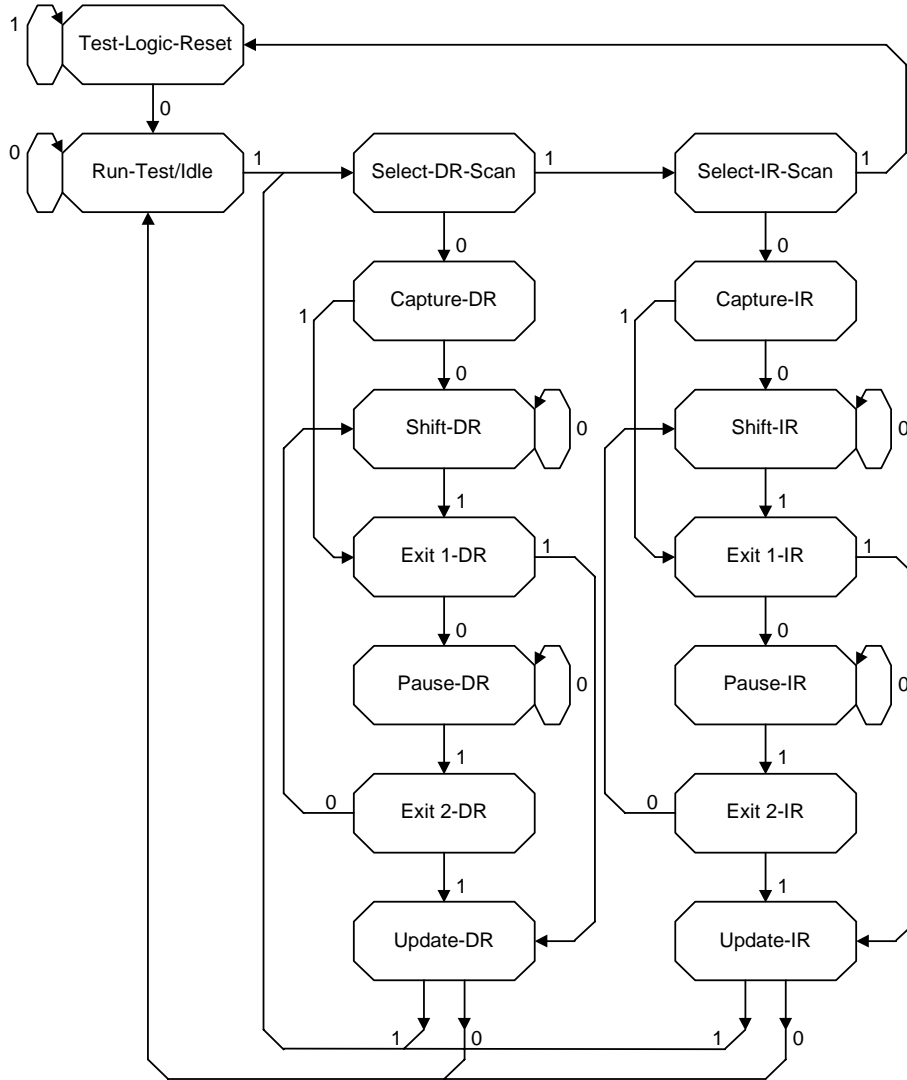 1
Test-Logic-Reset
0
0
Run-Test/Idle
1
Select-DR-Scan
1
Select-IR-Scan
1
0
0
Capture-DR
Capture-IR
1
1
0
0
Shift-DR
0
Shift-IR
0
1
1
Exit 1-DR
1
Exit 1-IR
1
0
0
Pause-DR
0
Pause-IR
0
1
1
0
Exit 2-DR
0
Exit 2-IR
1
1
Update-DR
Update-IR
1
0
1
0